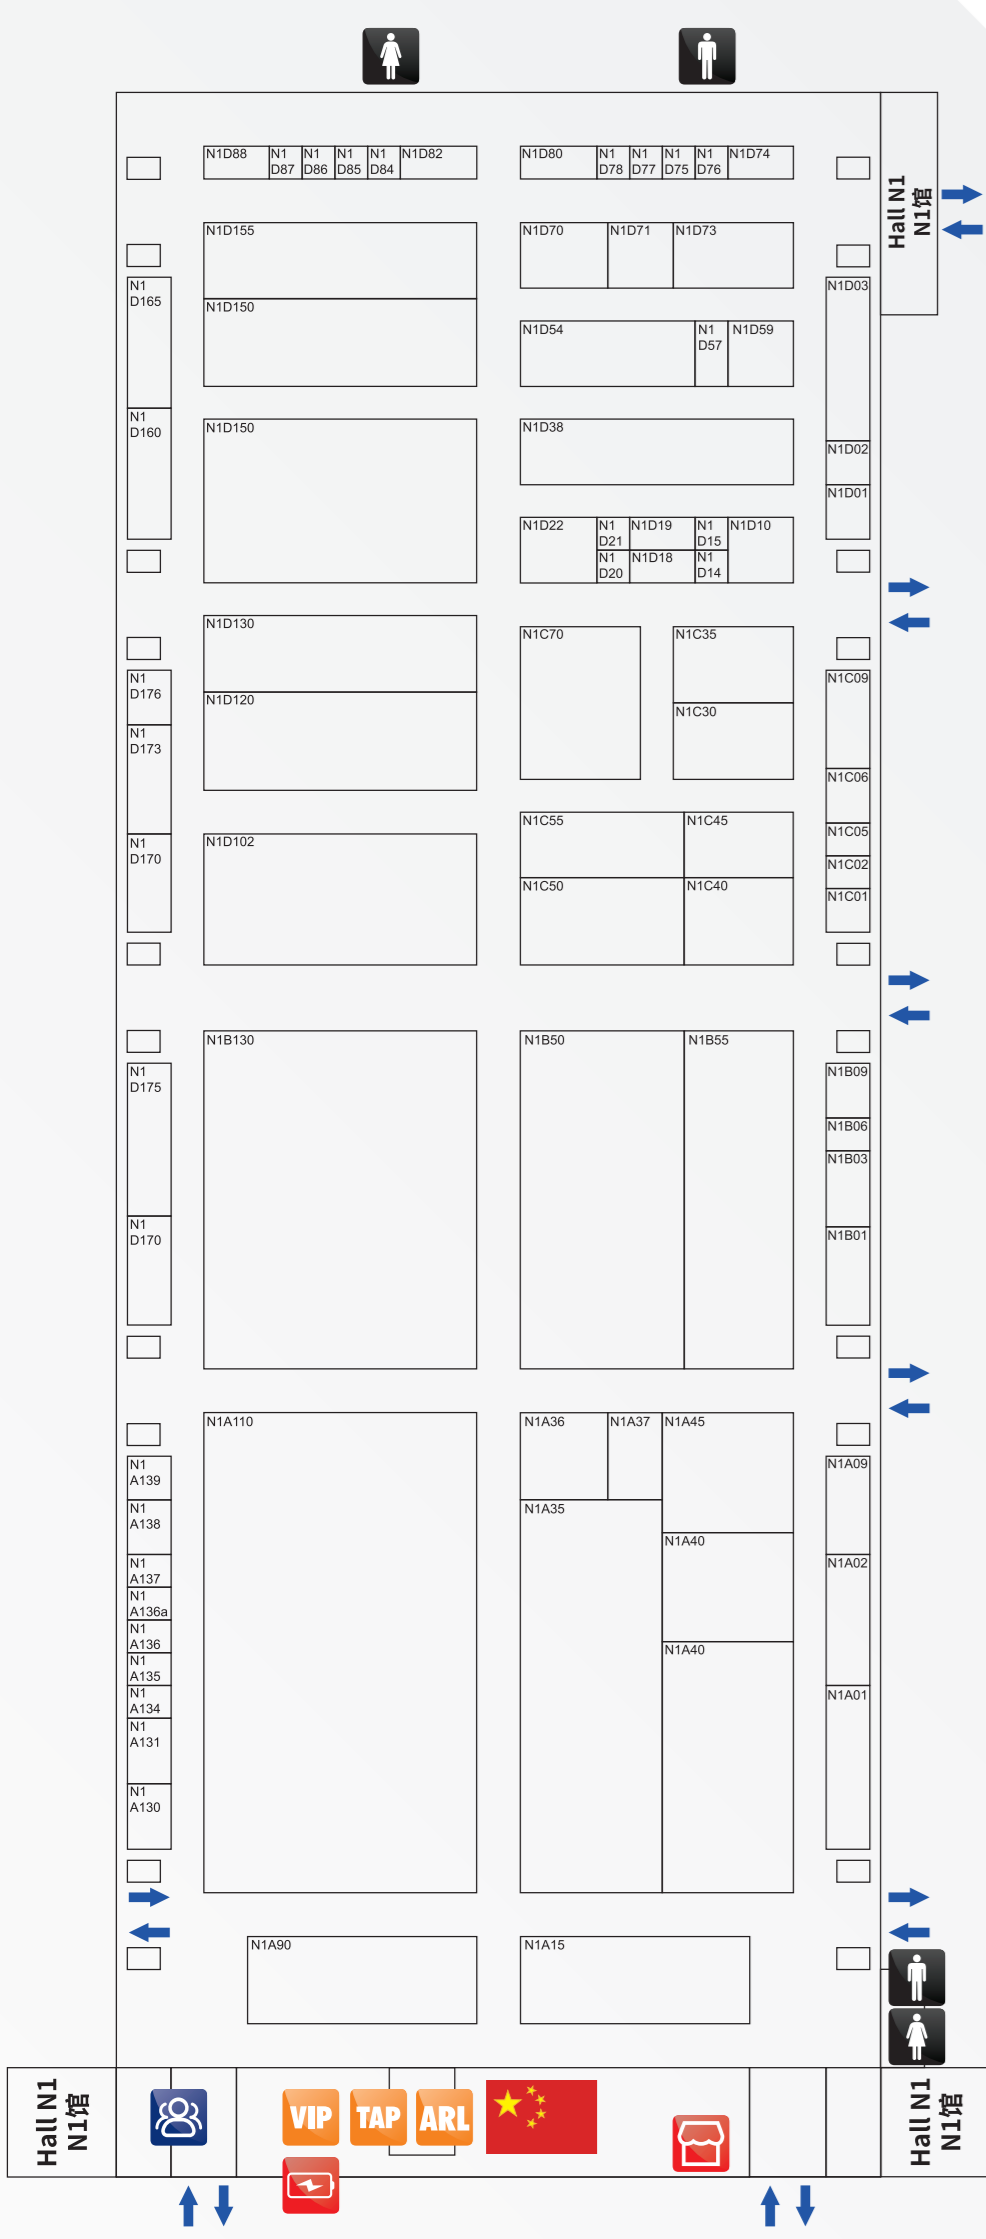 N1D88
N1
D87
N1
D86
N1
D85
N1
D84
N1D82
N1D80
N1
D78
N1
D77
N1
D75
N1
D76
N1D74
Hall N1
N1馆
N1D155
N1D70
N1D71
N1D73
N1
D165
N1D03
N1D150
N1D54
N1
D57
N1D59
N1
D160
N1D150
N1D38
N1D02
N1D01
N1D22
N1
D21
N1D19
N1
D15
N1D10
N1
D20
N1D18
N1
D14
N1D130
N1C70
N1C35
N1
D176
N1C09
N1D120
N1C30
N1
D173
N1C06
N1C55
N1C45
N1C05
N1
D170
N1D102
N1C02
N1C50
N1C40
N1C01
N1B130
N1B50
N1B55
N1
D175
N1B09
N1B06
N1B03
N1
D170
N1B01
N1A110
N1A36
N1A37
N1A45
N1
A139
N1A09
N1
A138
N1A35
N1A40
N1
A137
N1A02
N1
A136a
N1
A136
N1A40
N1
A135
N1
A134
N1A01
N1
A131
N1
A130
N1A90
N1A15
Hall N1
N1馆
VIP
TAP
ARL
Hall N1
N1馆